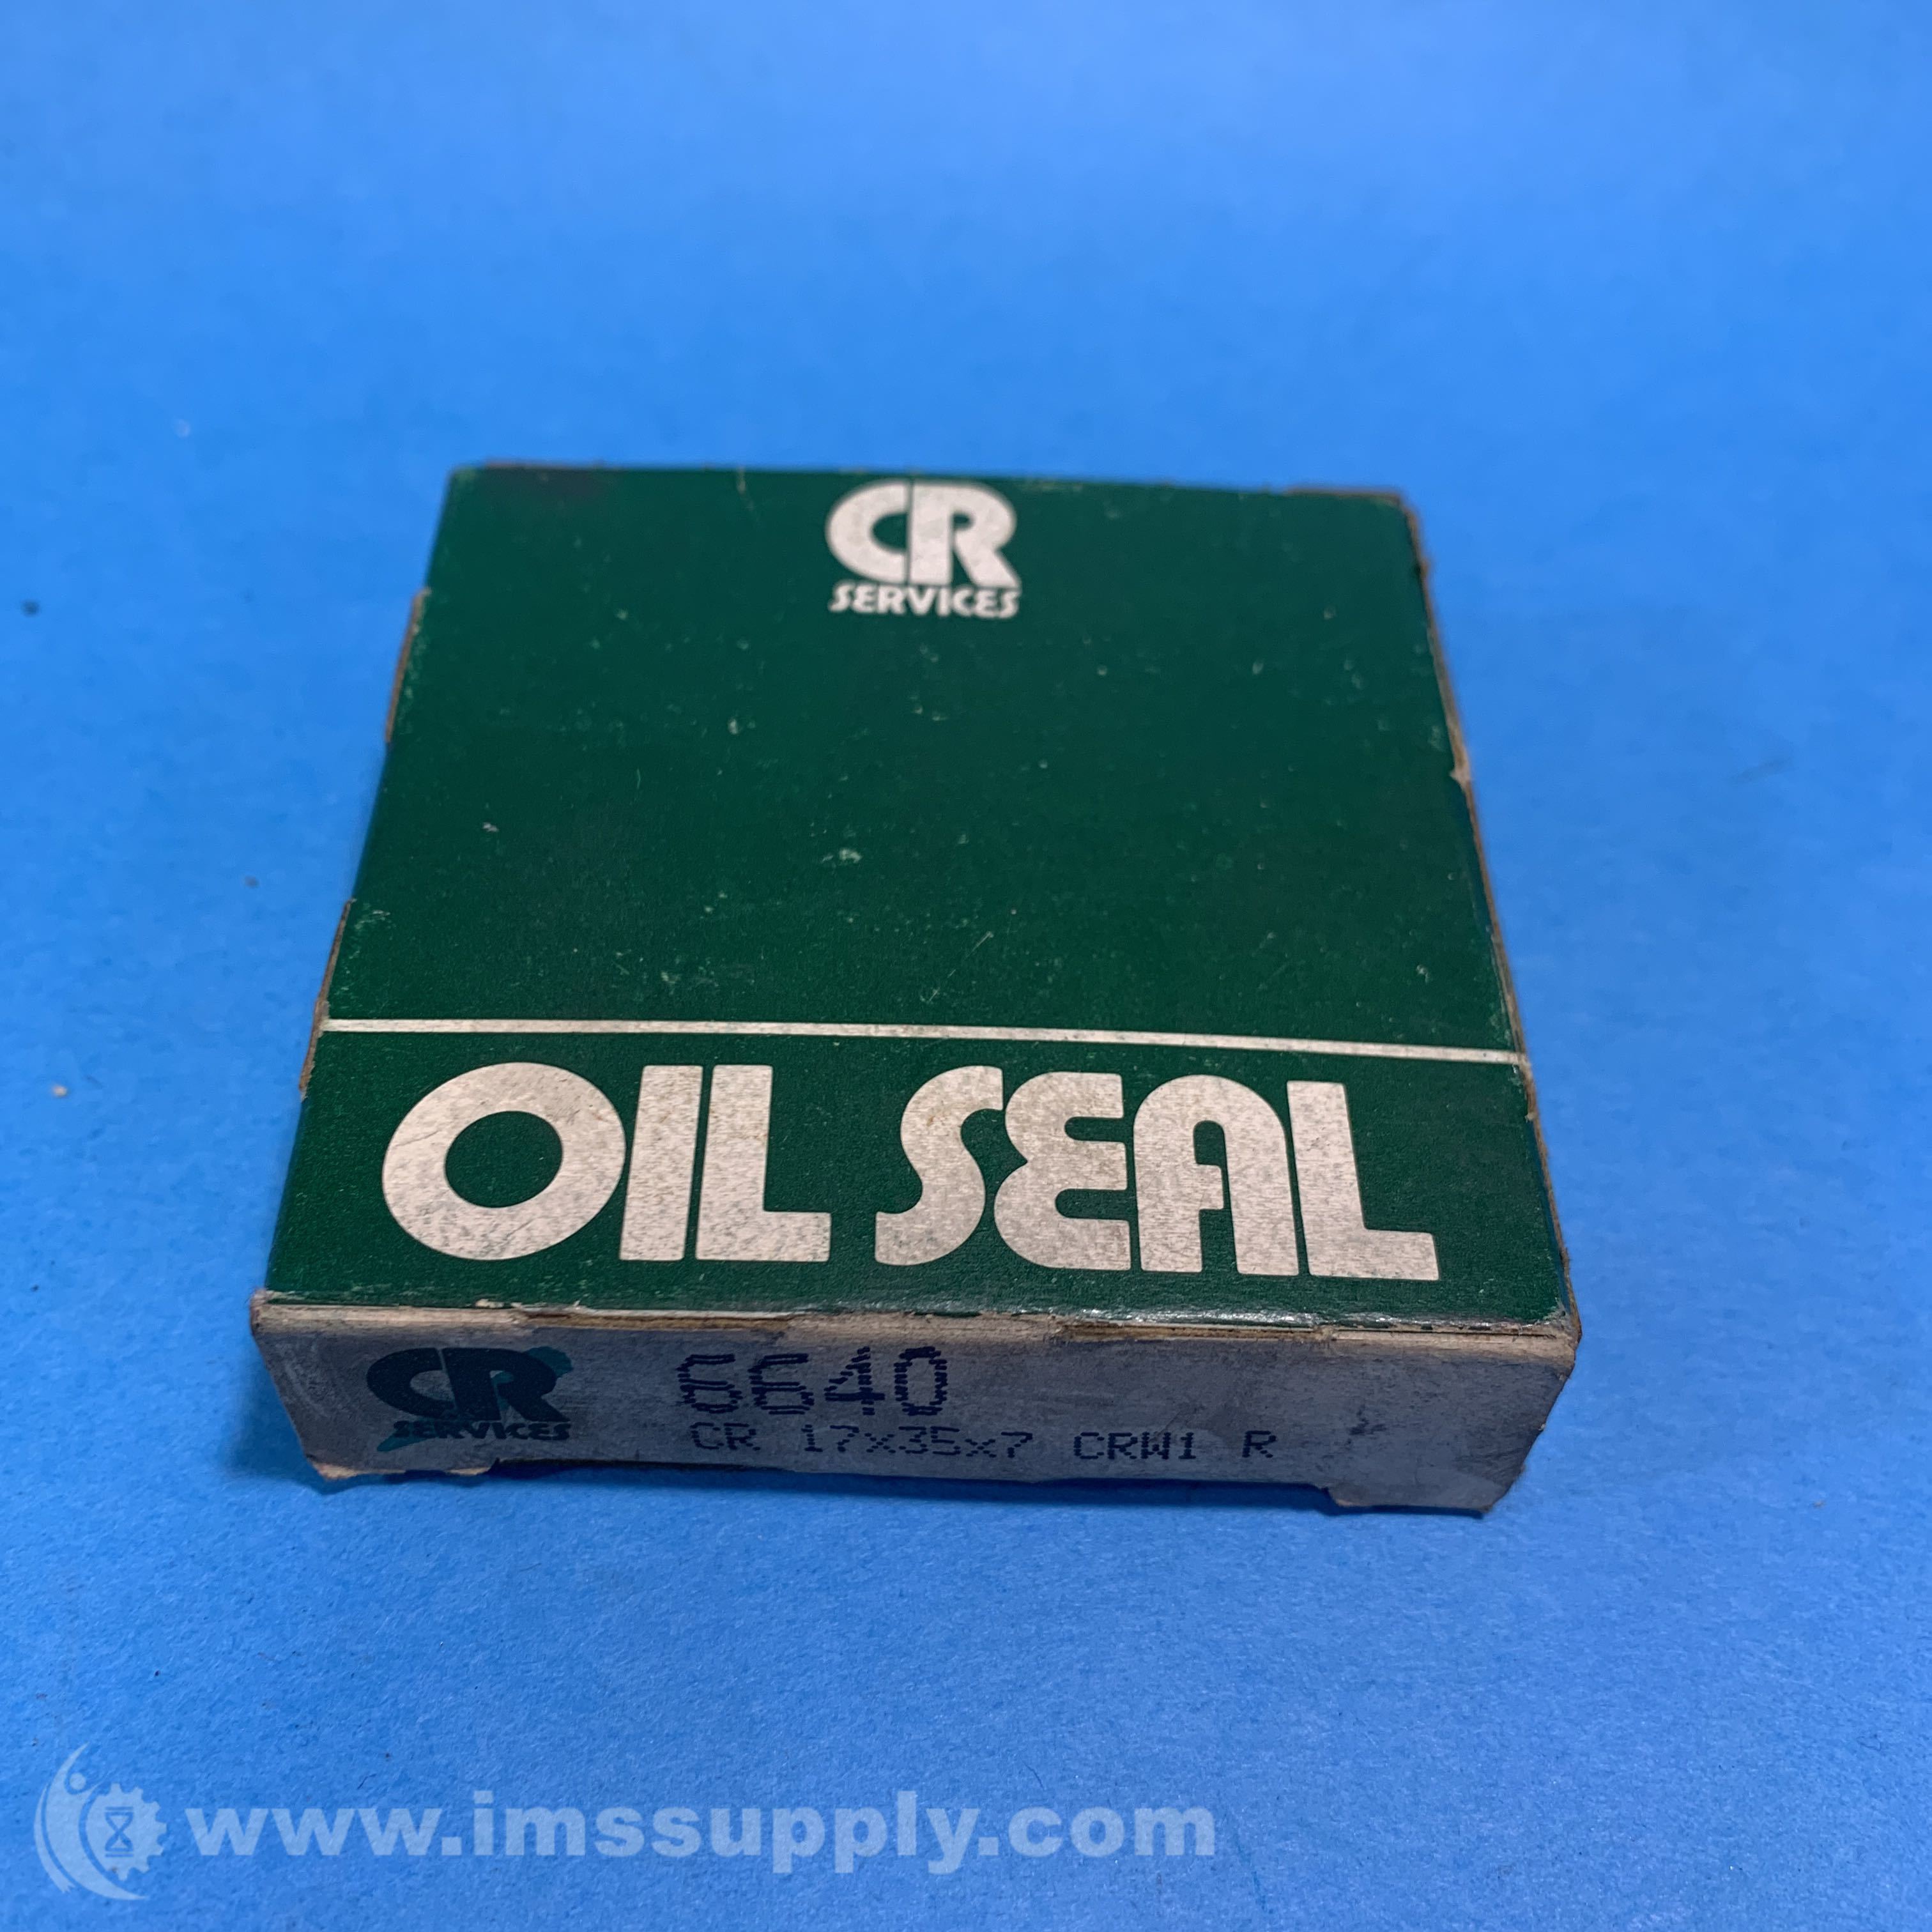 CR
SERVICES
OIL SEAL
CR
SERVICES
6640
CR 17x35x7 CRW1 R
www.imssupply.com